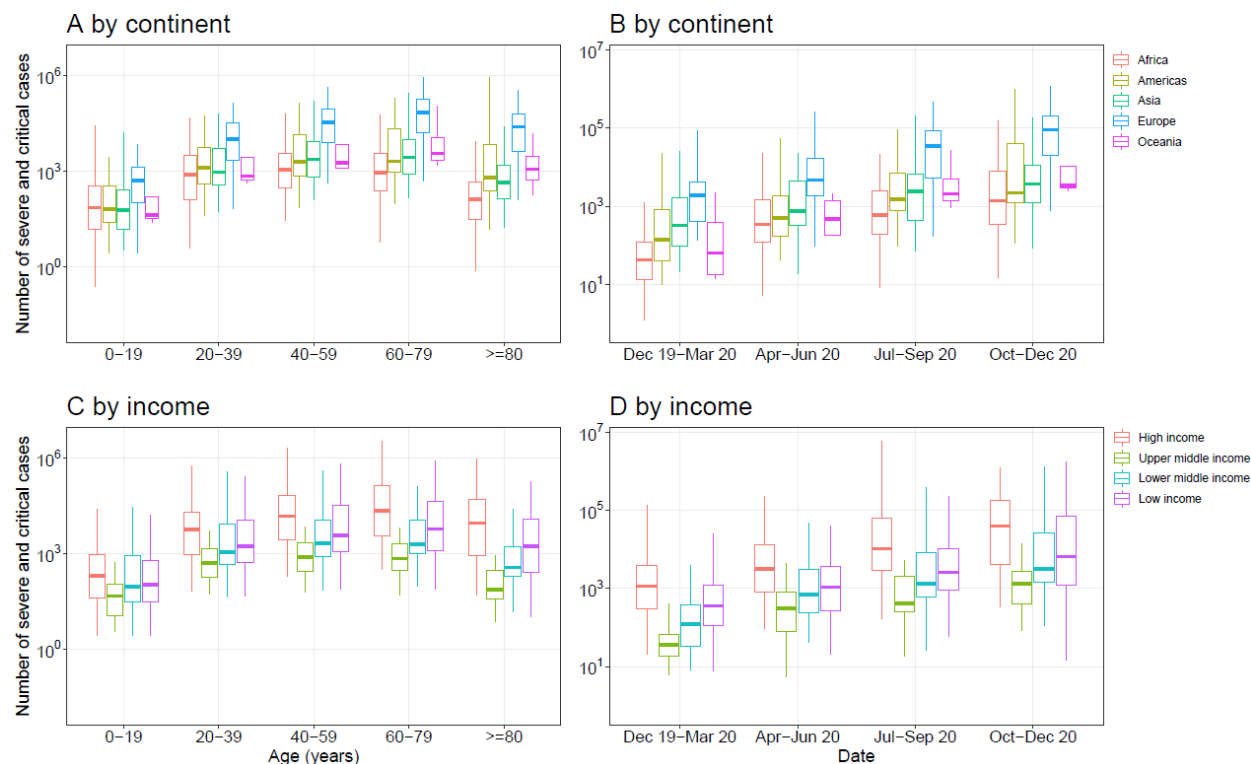 A by continent
Number of severe and critical cases
10^6
10^3
10^0
0−19
20−39
40−59
60−79
>=80
B by continent
10^7
10^5
10^3
10^1
Dec 19−Mar 20
Apr−Jun 20
Jul−Sep 20
Oct−Dec 20
Africa
Americas
Asia
Europe
Oceania
C by income
Number of severe and critical cases
10^6
10^3
10^0
0−19
20−39
40−59
60−79
>=80
Age (years)
D by income
10^7
10^5
10^3
10^1
Dec 19−Mar 20
Apr−Jun 20
Jul−Sep 20
Oct−Dec 20
Date
High income
Upper middle income
Lower middle income
Low income